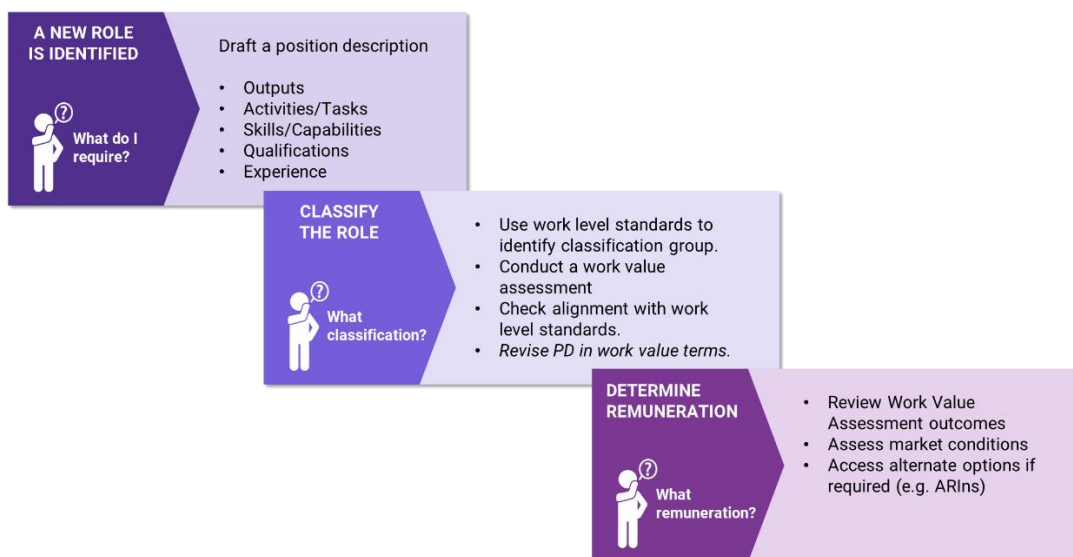 A NEW ROLE
IS IDENTIFIED
?
What do I
require?
Draft a position description
• Outputs
• Activities/Tasks
• Skills/Capabilities
• Qualifications
• Experience
CLASSIFY
THE ROLE
?
What
classification?
• Use work level standards to
identify classification group.
• Conduct a work value
assessment
• Check alignment with work
level standards.
• Revise PD in work value terms.
DETERMINE
REMUNERATION
?
What
remuneration?
• Review Work Value
Assessment outcomes
• Assess market conditions
• Access alternate options if
required (e.g. ARIns)